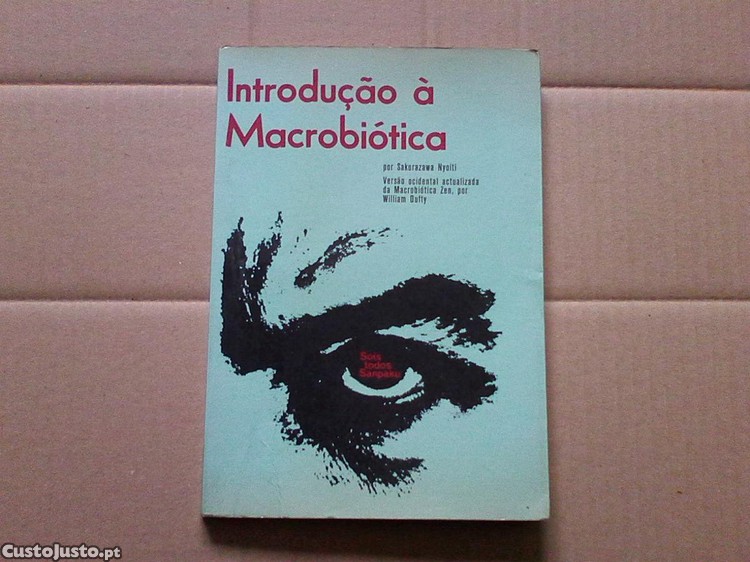 Introdução à
Macrobiótica
por Sakurazawa Nyoiti
Versão ocidental actualizada
da Macrobiótica Zen, por
William Dufty
Sois
todos
Sanpaku
CustoJusto.pt